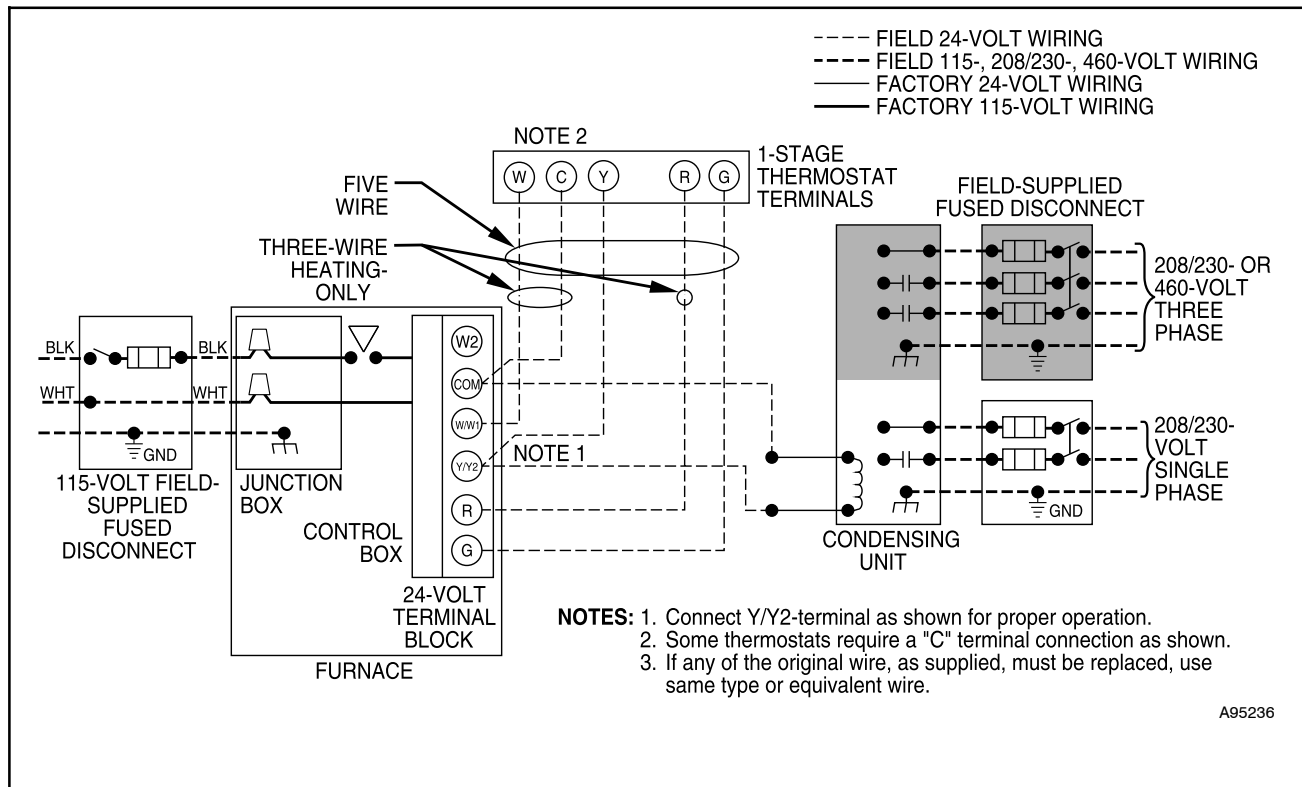 FIELD 24-VOLT WIRING
FIELD 115-, 208/230-, 460-VOLT WIRING
FACTORY 24-VOLT WIRING
FACTORY 115-VOLT WIRING
NOTE 2
W
C
Y
R
G
1-STAGE
THERMOSTAT
TERMINALS
FIVE
WIRE
THREE-WIRE
HEATING-
ONLY
FIELD-SUPPLIED
FUSED DISCONNECT
208/230- OR
460-VOLT
THREE
PHASE
BLK
BLK
WHT
WHT
GND
115-VOLT FIELD-
SUPPLIED
FUSED
DISCONNECT
JUNCTION
BOX
CONTROL
BOX
W2
COM
W/W1
Y/Y2
R
G
NOTE 1
24-VOLT
TERMINAL
BLOCK
FURNACE
208/230-
VOLT
SINGLE
PHASE
GND
CONDENSING
UNIT
NOTES: 1. Connect Y/Y2-terminal as shown for proper operation.
2. Some thermostats require a "C" terminal connection as shown.
3. If any of the original wire, as supplied, must be replaced, use
same type or equivalent wire.
A95236